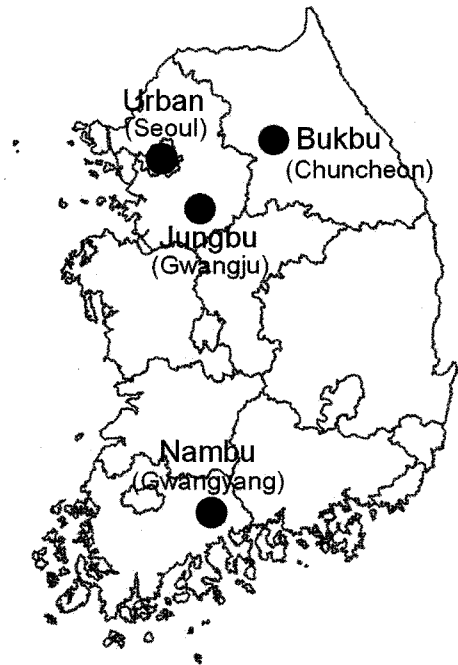 Urban
(Seoul)
Bukbu
(Chuncheon)
Jungbu
(Gwangju)
Nambu
(Gwangyang)